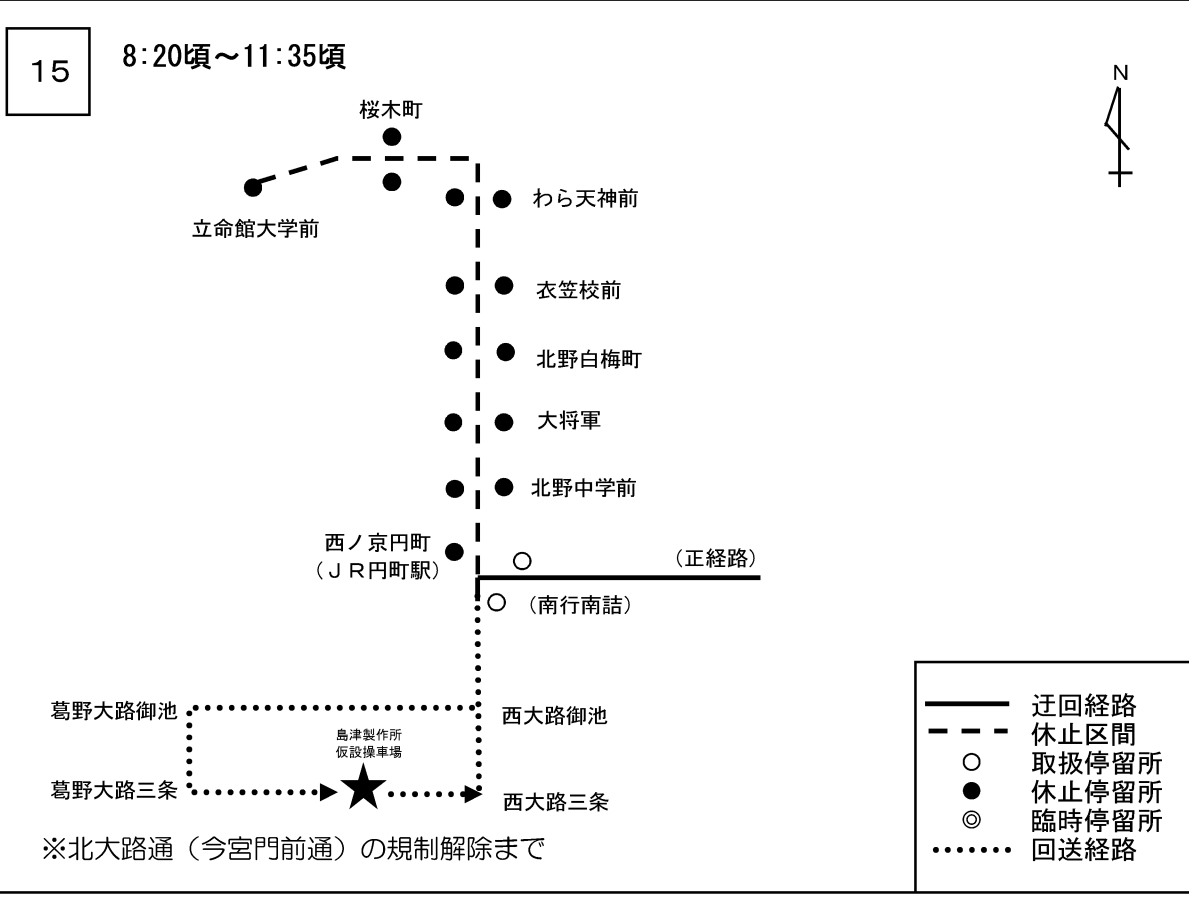 15
8:20頃～11:35頃
N
桜木町
わら天神前
立命館大学前
衣笠校前
北野白梅町
大将軍
北野中学前
西ノ京円町
（ＪＲ円町駅）
（正経路）
（南行南詰）
葛野大路御池
西大路御池
島津製作所
仮設操車場
葛野大路三条
西大路三条
※北大路通（今宮門前通）の規制解除まで
迂回経路
休止区間
取扱停留所
休止停留所
臨時停留所
回送経路